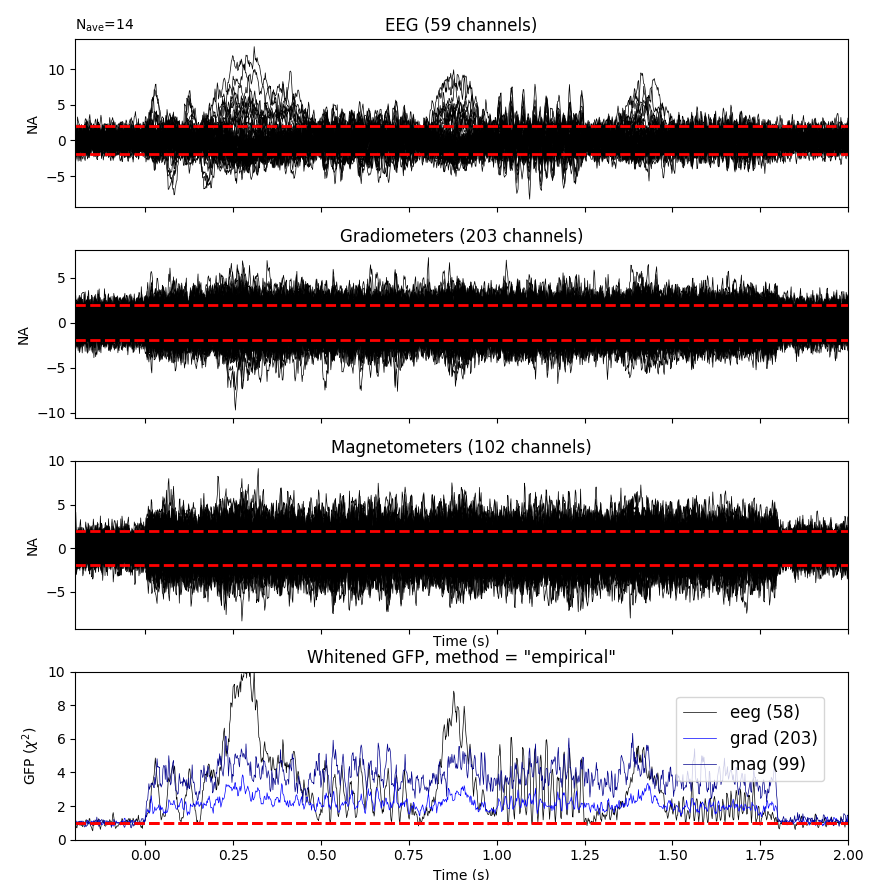 N_ave=14
EEG (59 channels)
10
5
0
−5
NA
Gradiometers (203 channels)
5
0
−5
−10
NA
Magnetometers (102 channels)
10
5
0
−5
NA
Time (s)
Whitened GFP, method = "empirical"
10
8
6
4
2
0
GFP (χ²)
eeg (58)
grad (203)
mag (99)
0.00 0.25 0.50 0.75 1.00 1.25 1.50 1.75 2.00
Time (s)